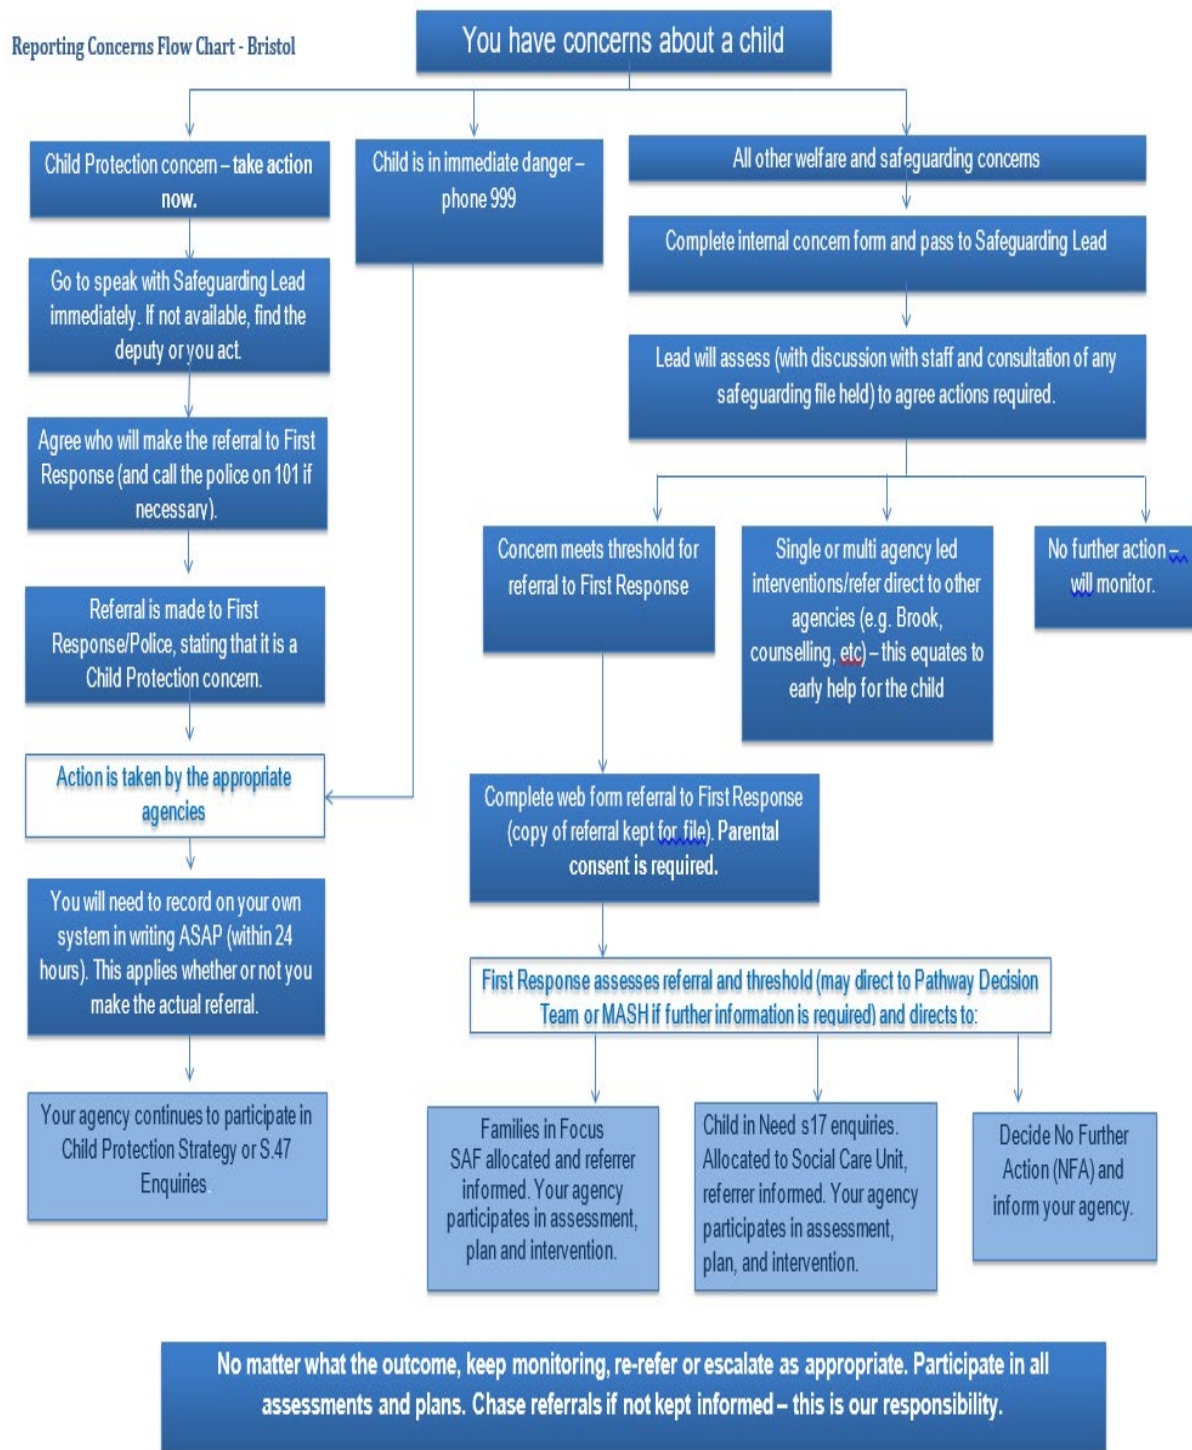 Reporting Concerns Flow Chart - Bristol
You have concerns about a child
Child Protection concern – take action
now.
Child is in immediate danger –
phone 999
All other welfare and safeguarding concerns
Go to speak with Safeguarding Lead
immediately. If not available, find the
deputy or you act.
Complete internal concern form and pass to Safeguarding Lead
Lead will assess (with discussion with staff and consultation of any
safeguarding file held) to agree actions required.
Agree who will make the referral to First
Response (and call the police on 101 if
necessary).
Concern meets threshold for
referral to First Response
Single or multi agency led
interventions/refer direct to other
agencies (e.g. Brook,
counselling, etc) – this equates to
early help for the child
No further action –
will monitor.
Referral is made to First
Response/Police, stating that it is a
Child Protection concern.
Action is taken by the appropriate
agencies
Complete web form referral to First Response
(copy of referral kept for file). Parental
consent is required.
You will need to record on your own
system in writing ASAP (within 24
hours). This applies whether or not you
make the actual referral.
First Response assesses referral and threshold (may direct to Pathway Decision
Team or MASH if further information is required) and directs to:
Your agency continues to participate in
Child Protection Strategy or S.47
Enquiries.
Families in Focus
SAF allocated and referrer
informed. Your agency
participates in assessment,
plan and intervention.
Child in Need s17 enquiries.
Allocated to Social Care Unit,
referrer informed. Your agency
participates in assessment,
plan, and intervention.
Decide No Further
Action (NFA) and
inform your agency.
No matter what the outcome, keep monitoring, re-refer or escalate as appropriate. Participate in all
assessments and plans. Chase referrals if not kept informed – this is our responsibility.